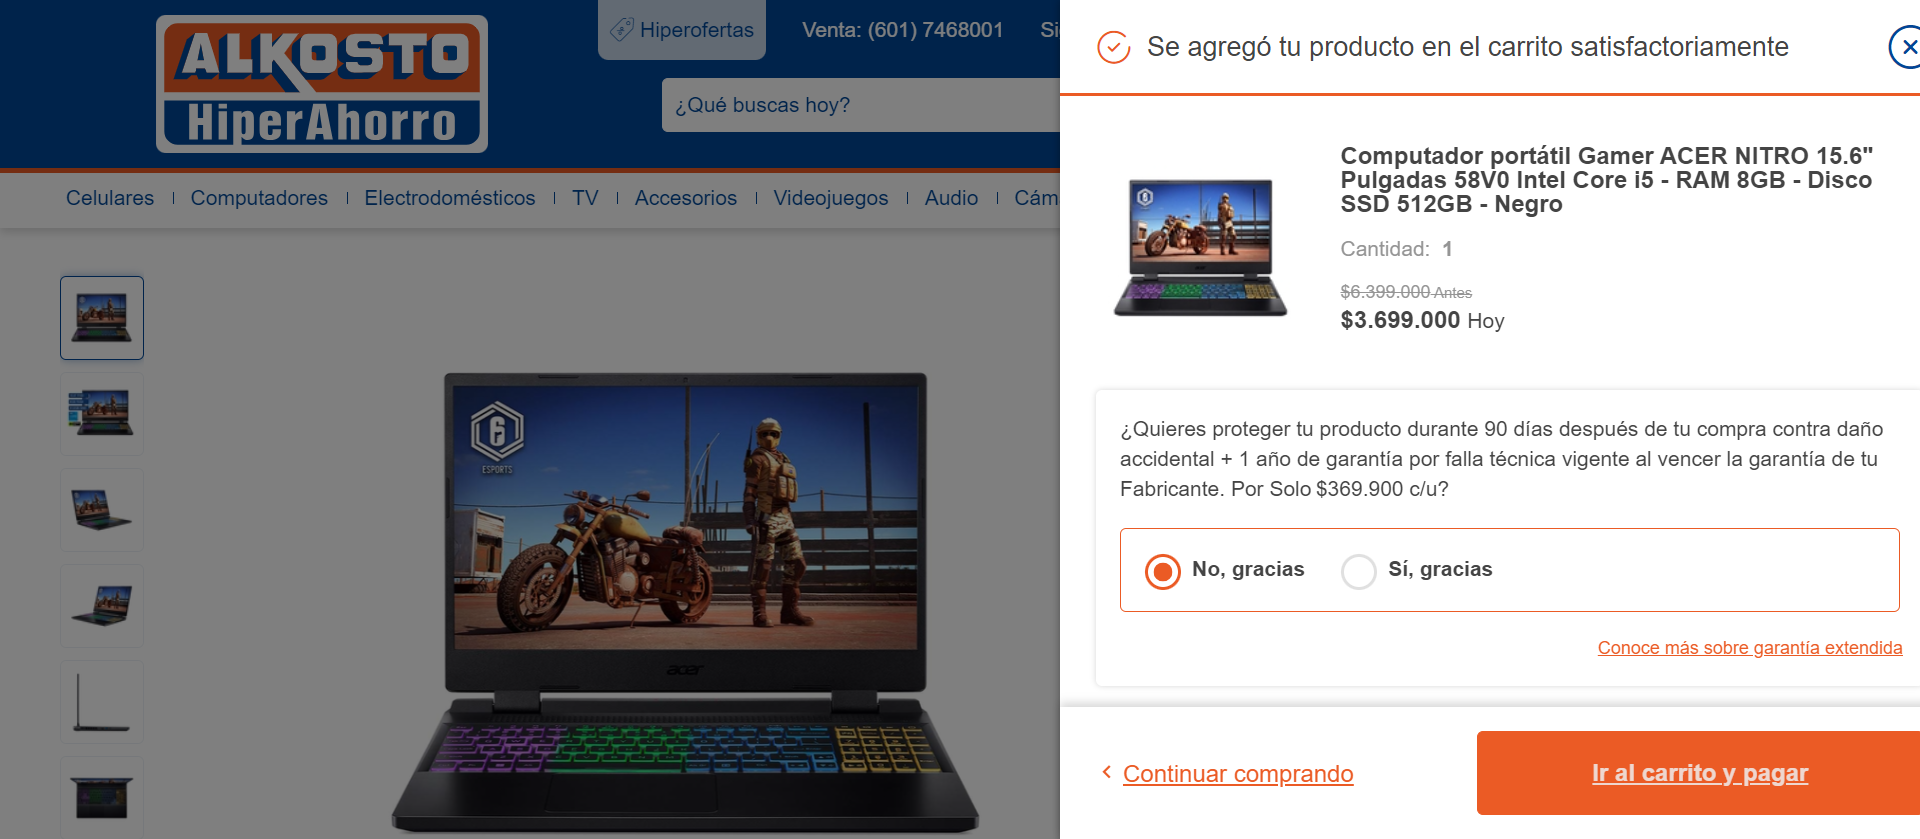 ALKOSTO
HiperAhorro
Hiperofertas
Venta: (601) 7468001
¿Qué buscas hoy?
Celulares
Computadores
Electrodomésticos
TV
Accesorios
Videojuegos
Audio
6
ESPORTS
acer
Se agregó tu producto en el carrito satisfactoriamente
Computador portátil Gamer ACER NITRO 15.6"
Pulgadas 58V0 Intel Core i5 - RAM 8GB - Disco
SSD 512GB - Negro
Cantidad: 1
$6.399.000 Antes
$3.699.000 Hoy
¿Quieres proteger tu producto durante 90 días después de tu compra contra daño
accidental + 1 año de garantía por falla técnica vigente al vencer la garantía de tu
Fabricante. Por Solo $369.900 c/u?
No, gracias
Sí, gracias
Conoce más sobre garantía extendida
Continuar comprando
Ir al carrito y pagar